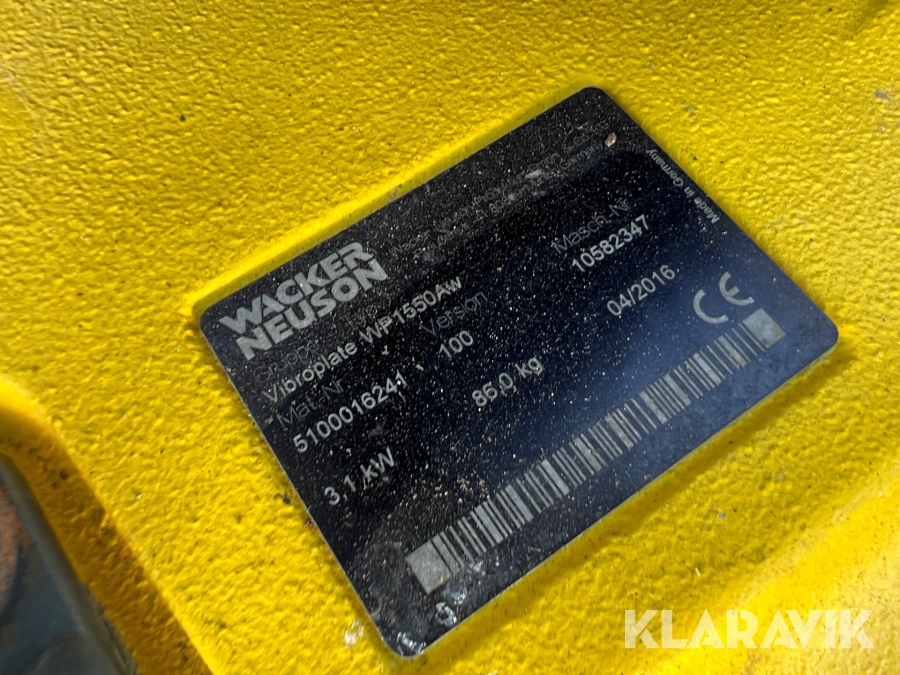 WACKER
NEUSON
Vibroplate WP1550Aw
Mat.-Nr. Version Masch.-Nr.
5100016241 100 10582347
3,1 kW 86,0 kg 04/2016
CE
Made in Germany
KLARAVIK